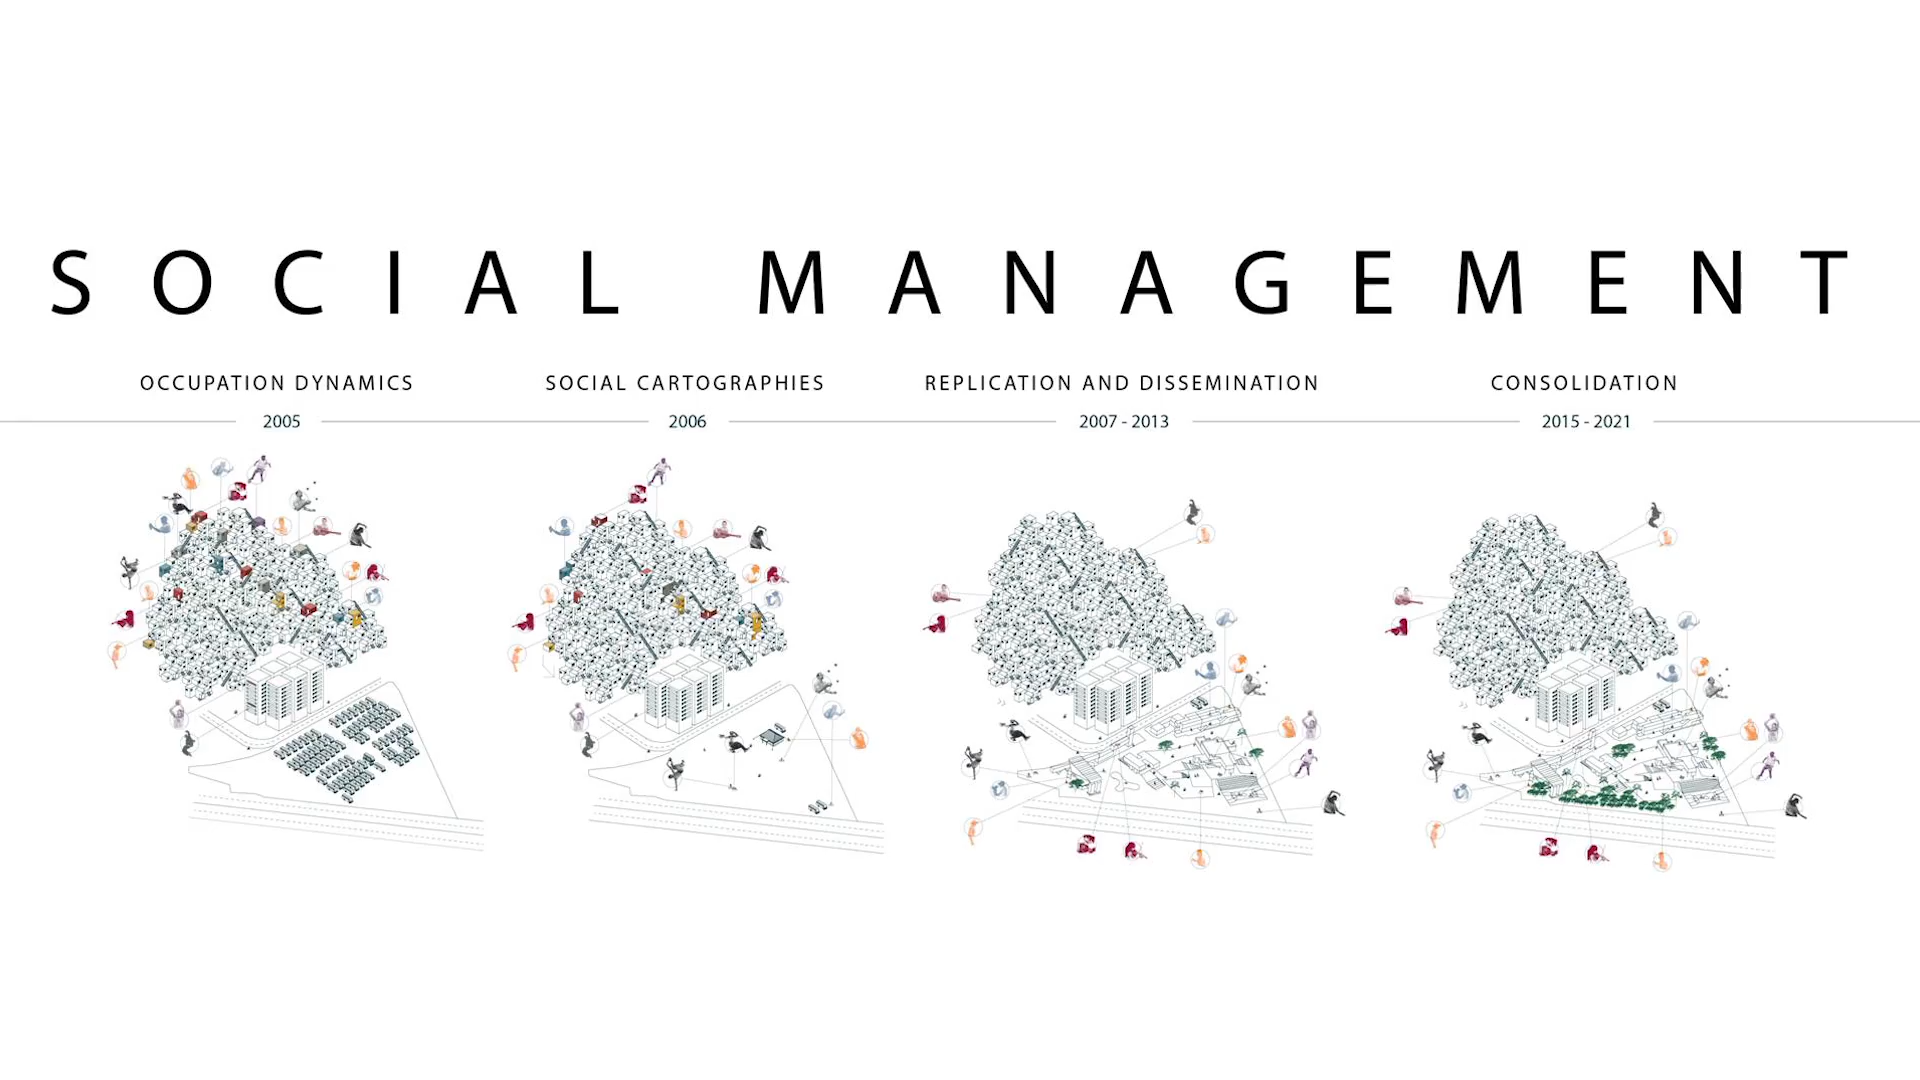 SOCIAL MANAGEMENT
OCCUPATION DYNAMICS
2005
SOCIAL CARTOGRAPHIES
2006
REPLICATION AND DISSEMINATION
2007 - 2013
CONSOLIDATION
2015 - 2021